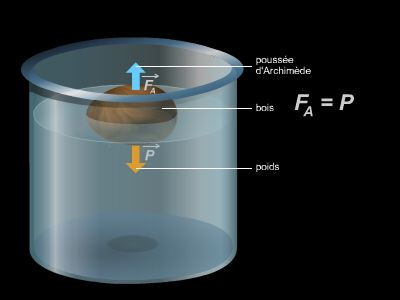 poussée
d'Archimède
F_A
bois
F_A = P
P
poids